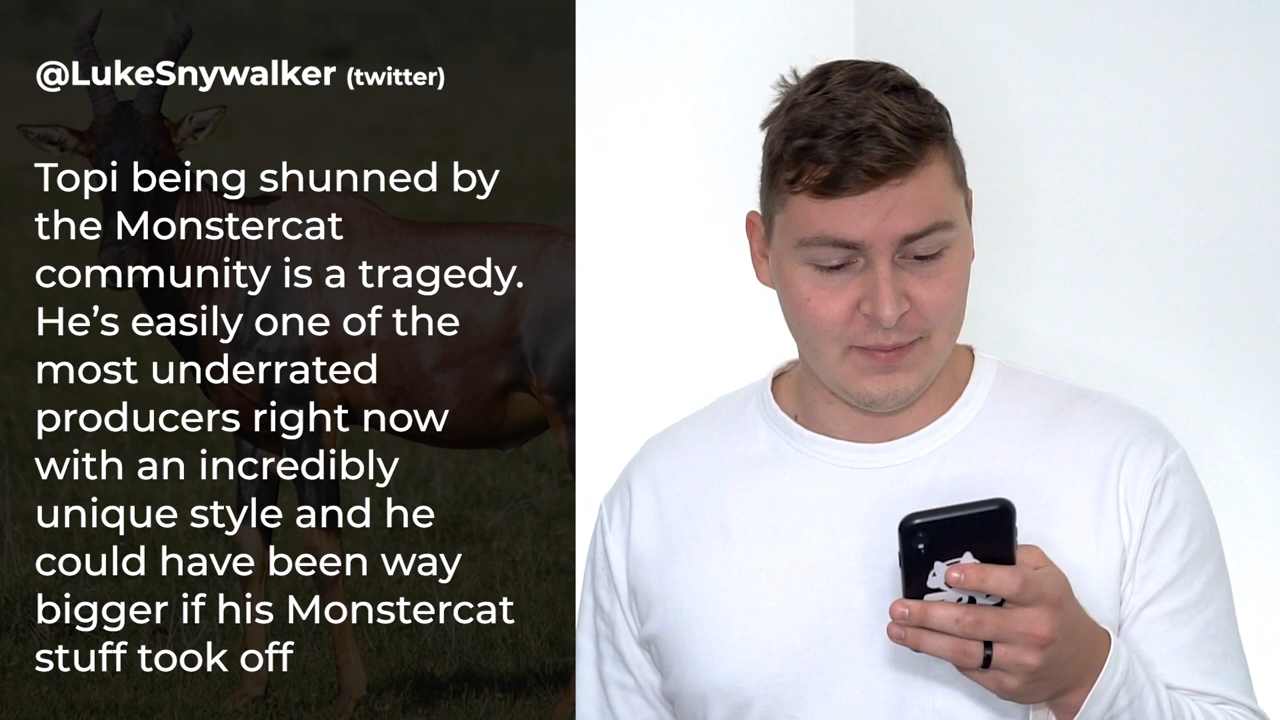 @LukeSnywalker (twitter)
Topi being shunned by
the Monstercat
community is a tragedy.
He’s easily one of the
most underrated
producers right now
with an incredibly
unique style and he
could have been way
bigger if his Monstercat
stuff took off